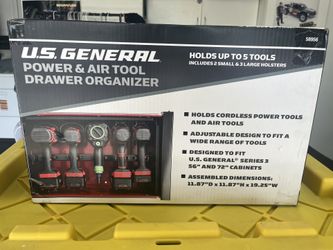 58956
U.S. GENERAL
POWER & AIR TOOL
DRAWER ORGANIZER
HOLDS UP TO 5 TOOLS
INCLUDES 2 SMALL & 3 LARGE HOLSTERS
• HOLDS CORDLESS POWER TOOLS
AND AIR TOOLS
• ADJUSTABLE DESIGN TO FIT A
WIDE RANGE OF TOOLS
• DESIGNED TO FIT
U.S. GENERAL® SERIES 3
56" AND 72" CABINETS
• ASSEMBLED DIMENSIONS:
11.87"D x 11.87"H x 19.25"W